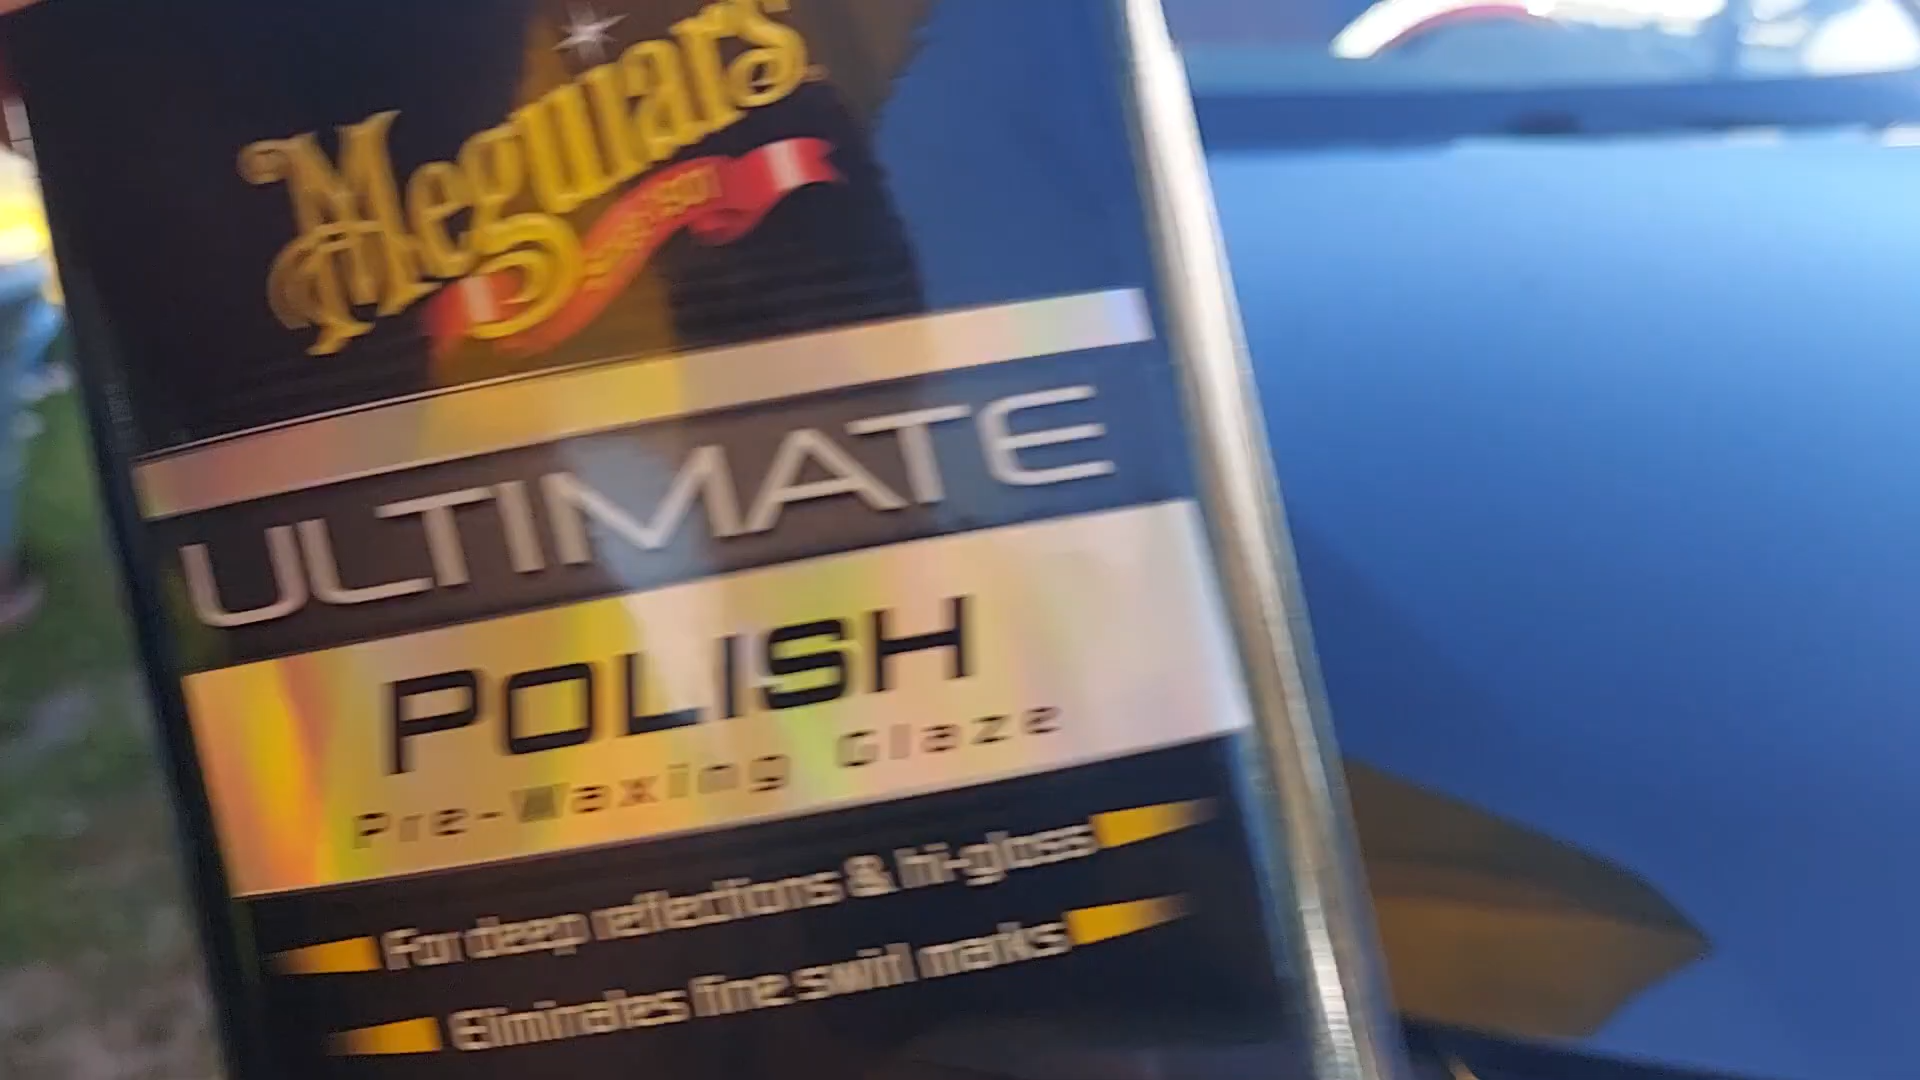 Meguiar's
ULTIMATE
POLISH
Pre-Waxing Glaze
For deep reflections & hi-gloss
Eliminates fine swirl marks